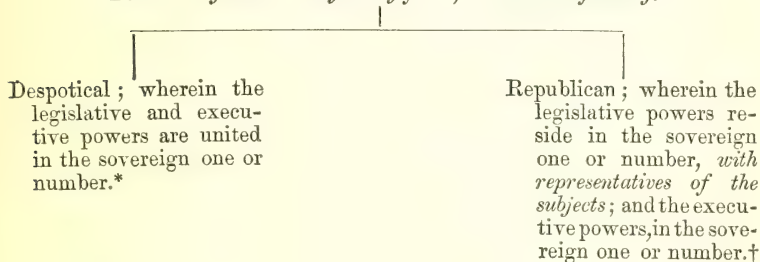 Despotical ; wherein the
legislative and execu-
tive powers are united
in the sovereign one or
number.*
Republican ; wherein the
legislative powers re-
side in the sovereign
one or number, with
representatives of the
subjects ; and the execu-
tive powers, in the sove-
reign one or number.†